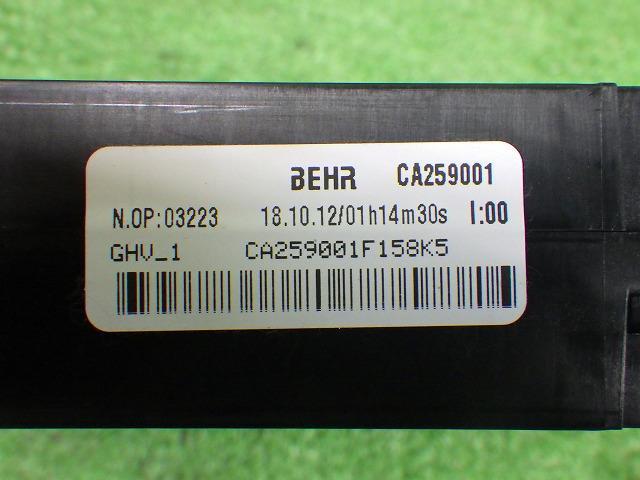 BEHR CA259001
N.OP:03223 18.10.12/01h14m30s I:00
GHV_1 CA259001F158K5